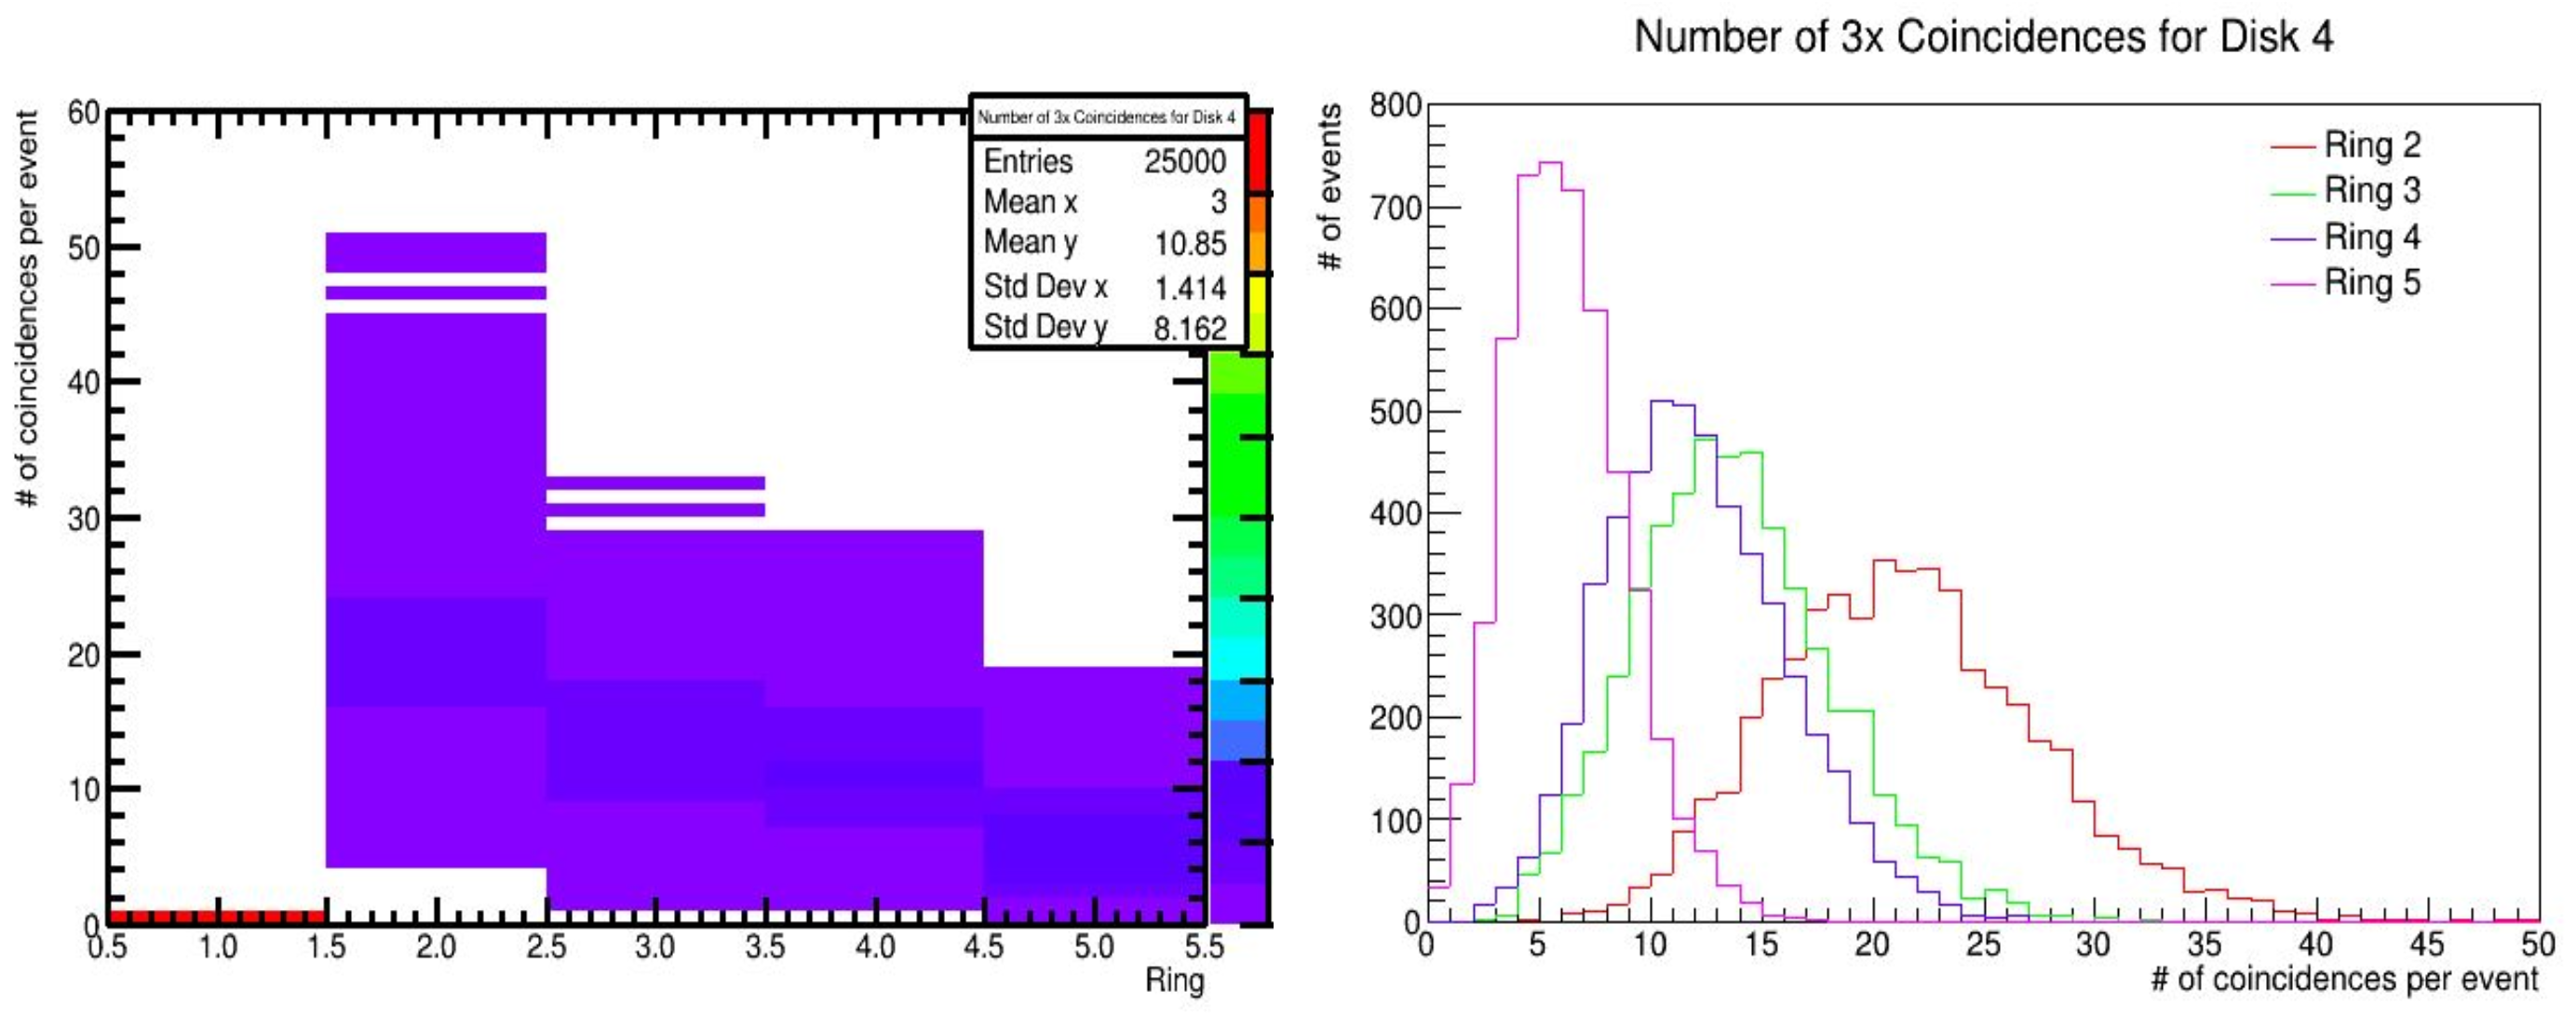 Number of 3x Coincidences for Disk 4
# of coincidences per event
60
50
40
30
20
10
0
0.5 1.0 1.5 2.0 2.5 3.0 3.5 4.0 4.5 5.0 5.5
Ring
Number of 3x Coincidences for Disk 4
Entries 25000
Mean x 3
Mean y 10.85
Std Dev x 1.414
Std Dev y 8.162
# of events
800
700
600
500
400
300
200
100
0
0 5 10 15 20 25 30 35 40 45 50
# of coincidences per event
Ring 2
Ring 3
Ring 4
Ring 5